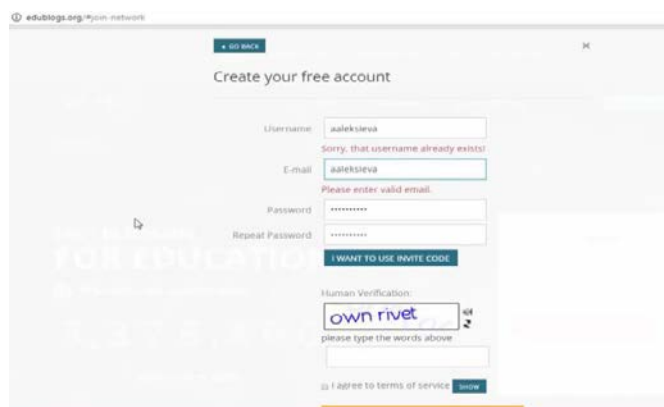 edublogs.org/#join-network
GO BACK
Create your free account
Username
aaleksieva
Sorry, that username already exists!
E-mail
aaleksieva
Please enter valid email.
Password
Repeat Password
I WANT TO USE INVITE CODE
Human Verification:
own rivet
please type the words above
I agree to terms of service
SHOW